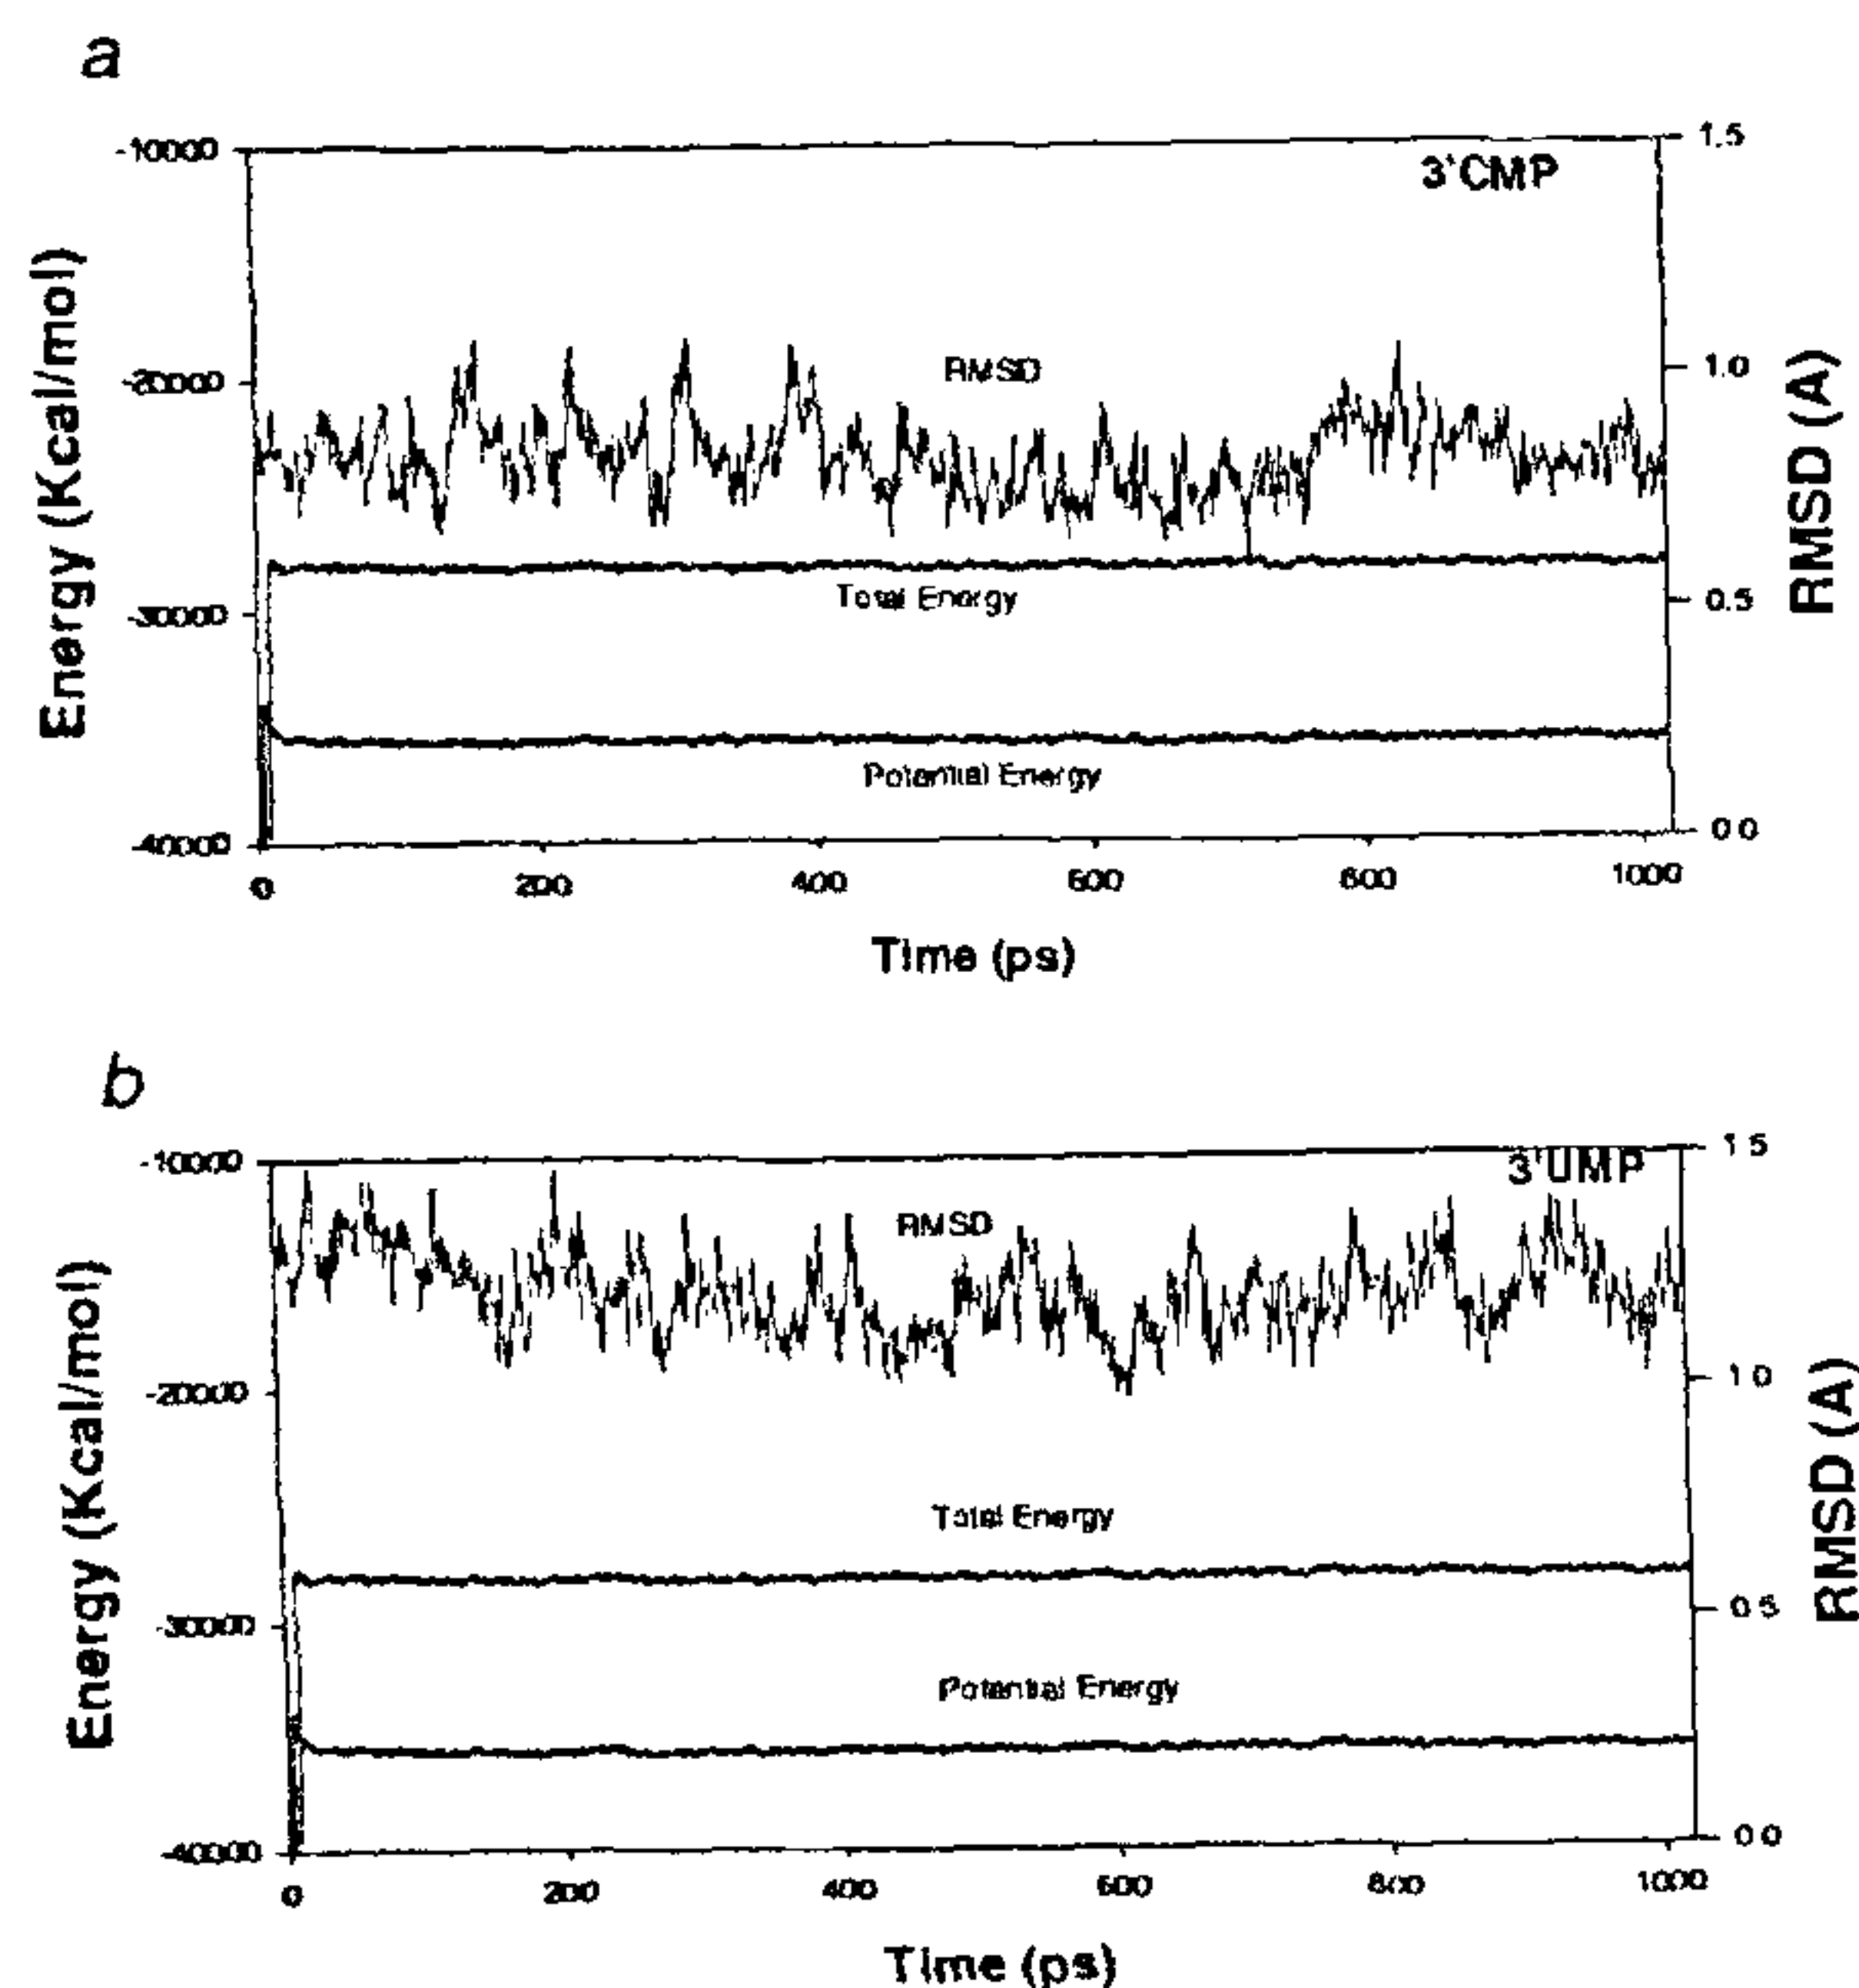 a
-10000
1.5
3'CMP
RMSD
-20000
1.0
Energy (Kcal/mol)
RMSD (A)
Total Energy
-30000
0.5
Potential Energy
-40000
0.0
0 200 400 600 800 1000
Time (ps)
b
-10000
1.5
3'UMP
RMSD
-20000
1.0
Energy (Kcal/mol)
RMSD (A)
Total Energy
-30000
0.5
Potential Energy
-40000
0.0
0 200 400 600 800 1000
Time (ps)